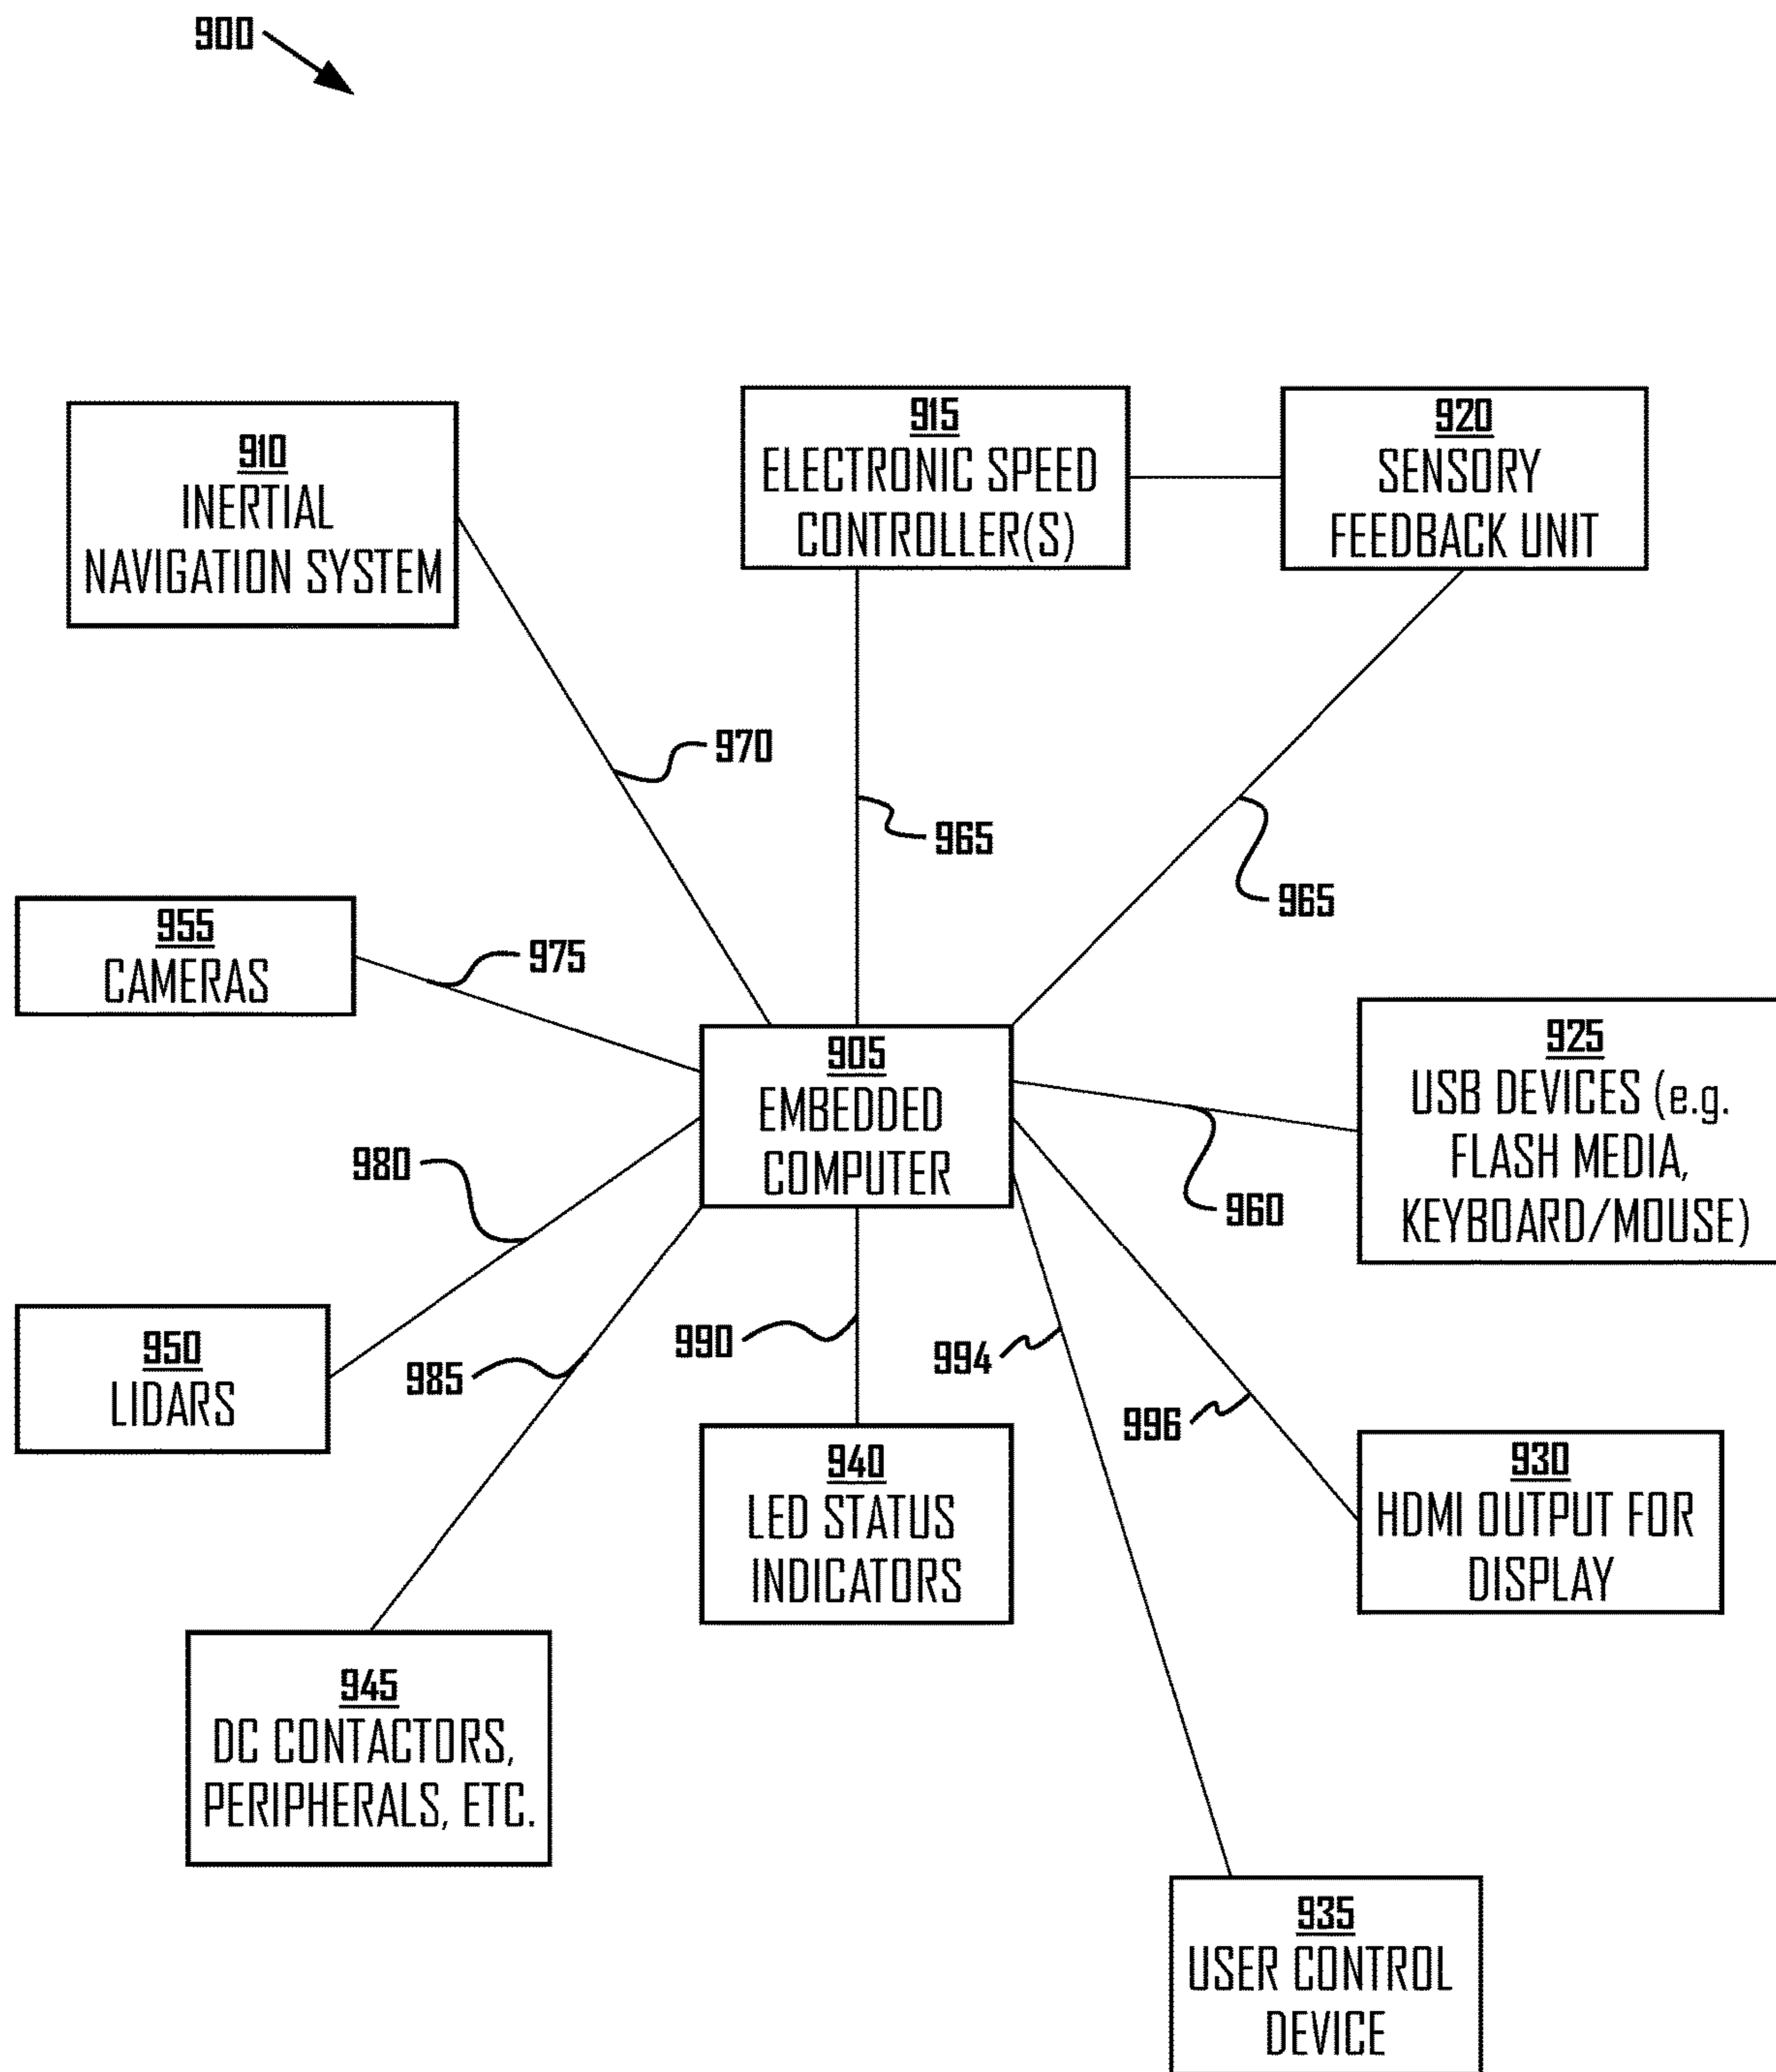 900
910
INERTIAL
NAVIGATION SYSTEM
915
ELECTRONIC SPEED
CONTROLLER(S)
920
SENSORY
FEEDBACK UNIT
970
965
965
955
CAMERAS
975
905
EMBEDDED
COMPUTER
925
USB DEVICES (e.g.
FLASH MEDIA,
KEYBOARD/MOUSE)
980
960
950
LIDARS
985
990
994
996
940
LED STATUS
INDICATORS
930
HDMI OUTPUT FOR
DISPLAY
945
DC CONTACTORS,
PERIPHERALS, ETC.
935
USER CONTROL
DEVICE